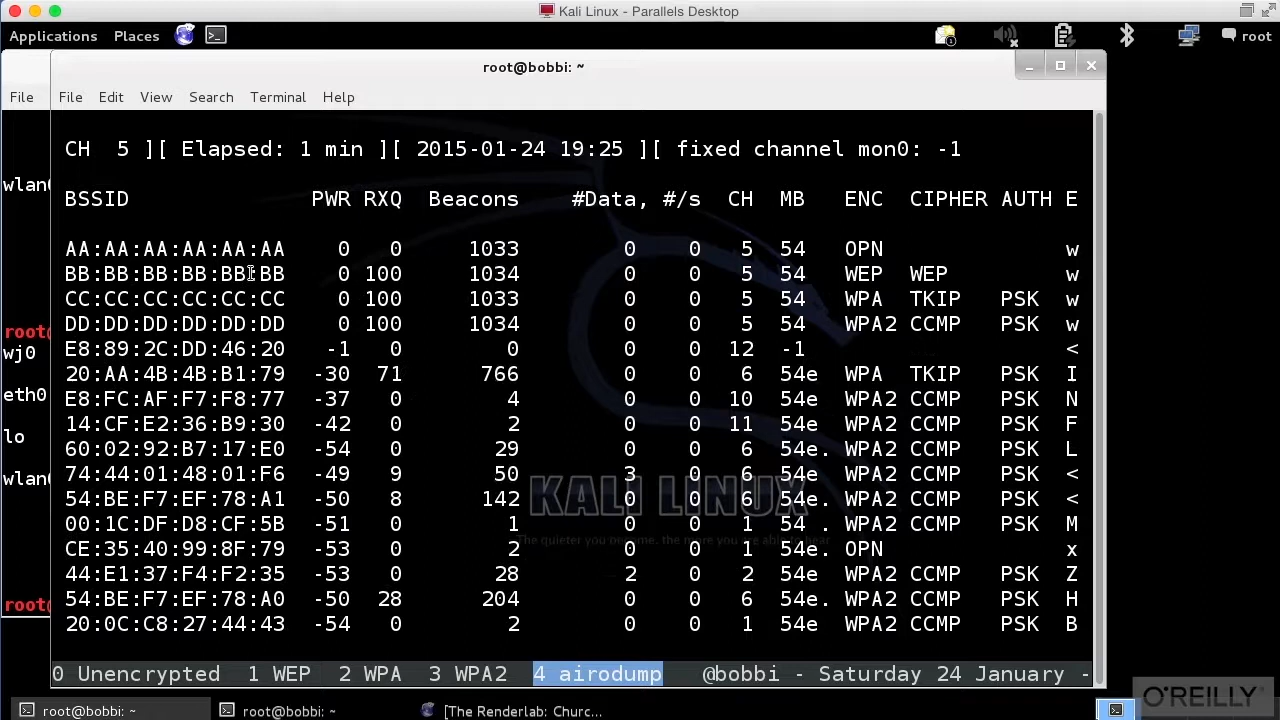 Kali Linux - Parallels Desktop
Applications Places root
root@bobbi: ~
File File Edit View Search Terminal Help
CH 5 ][ Elapsed: 1 min ][ 2015-01-24 19:25 ][ fixed channel mon0: -1
wlan0
BSSID PWR RXQ Beacons #Data, #/s CH MB ENC CIPHER AUTH E
AA:AA:AA:AA:AA:AA 0 0 1033 0 0 5 54 OPN w
BB:BB:BB:BB:BB:BB 0 100 1034 0 0 5 54 WEP WEP w
CC:CC:CC:CC:CC:CC 0 100 1033 0 0 5 54 WPA TKIP PSK w
DD:DD:DD:DD:DD:DD 0 100 1034 0 0 5 54 WPA2 CCMP PSK w
root@
E8:89:2C:DD:46:20 -1 0 0 0 0 12 -1 <
wj0
20:AA:4B:4B:B1:79 -30 71 766 0 0 6 54e WPA TKIP PSK I
eth0
E8:FC:AF:F7:F8:77 -37 0 4 0 0 10 54e WPA2 CCMP PSK N
14:CF:E2:36:B9:30 -42 0 2 0 0 11 54e WPA2 CCMP PSK F
lo
60:02:92:B7:17:E0 -54 0 29 0 0 6 54e. WPA2 CCMP PSK L
74:44:01:48:01:F6 -49 9 50 3 0 6 54e. WPA2 CCMP PSK <
wlan0
54:BE:F7:EF:78:A1 -50 8 142 0 0 6 54e. WPA2 CCMP PSK <
KALI LINUX
00:1C:DF:D8:CF:5B -51 0 1 0 0 1 54 . WPA2 CCMP PSK M
The quieter you become, the more you are able to hear
CE:35:40:99:8F:79 -53 0 2 0 0 1 54e. OPN x
44:E1:37:F4:F2:35 -53 0 28 2 0 2 54e WPA2 CCMP PSK Z
54:BE:F7:EF:78:A0 -50 28 204 0 0 6 54e. WPA2 CCMP PSK H
root@
20:0C:C8:27:44:43 -54 0 2 0 0 1 54e WPA2 CCMP PSK B
0 Unencrypted 1 WEP 2 WPA 3 WPA2 4 airodump @bobbi - Saturday 24 January -
root@bobbi: ~ root@bobbi: ~ [The Renderlab: Churc...
O'REILLY